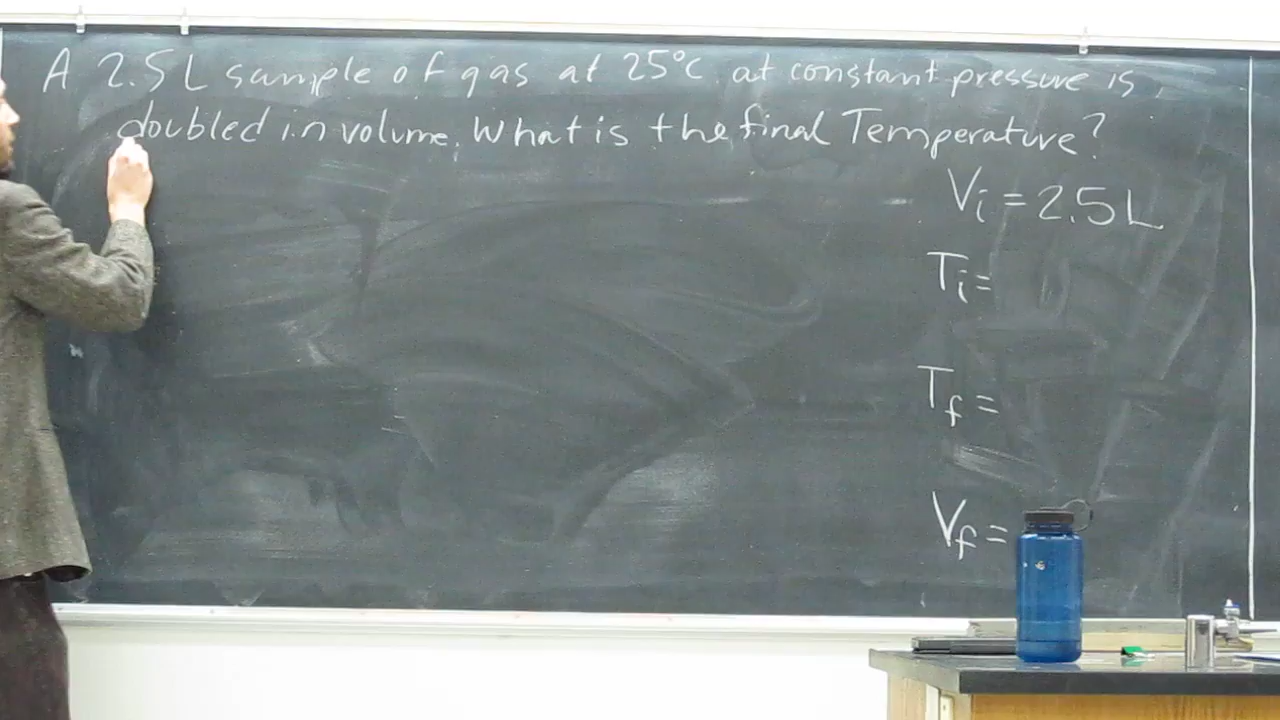 A 2.5 L sample of gas at 25°C at constant pressure is
doubled in volume. What is the final Temperature?
Vi = 2.5 L
Ti =
Tf =
Vf =